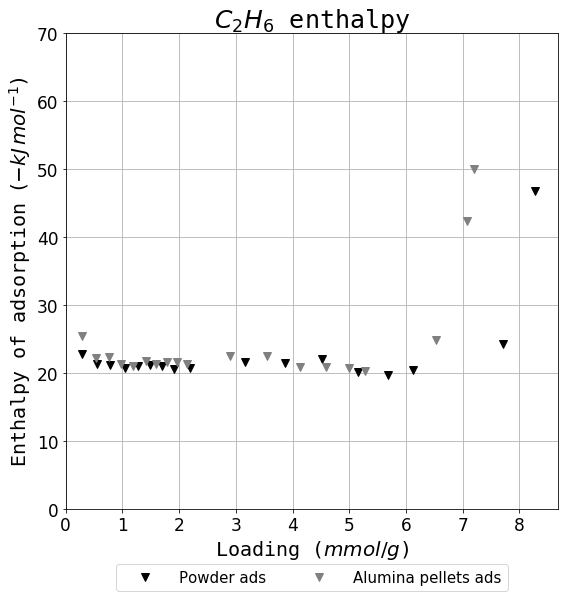 C₂H₆ enthalpy
70
60
50
40
30
20
10
0
Enthalpy of adsorption (−kJ mol⁻¹)
0 1 2 3 4 5 6 7 8
Loading (mmol/g)
Powder ads Alumina pellets ads